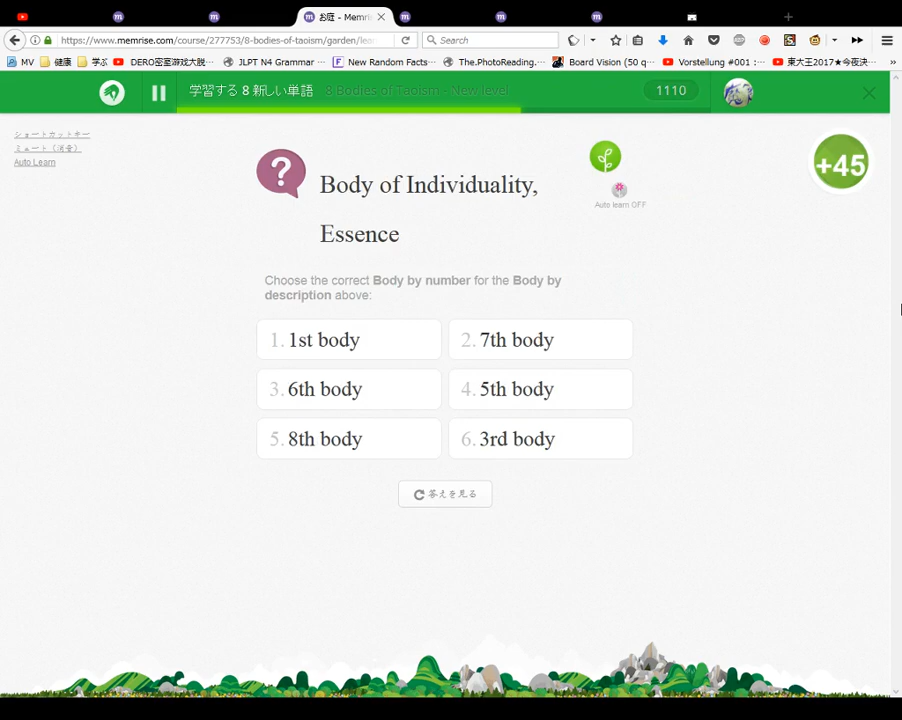 お庭 - Memri
https://www.memrise.com/course/277753/8-bodies-of-taoism/garden/lear
Search
MV
健康
学ぶ
DERO密室游戏大脱…
JLPT N4 Grammar …
New Random Facts…
The.PhotoReading.…
Board Vision (50 q…
Vorstellung #001 :…
東大王2017★今夜決…
学習する 8 新しい単語 8 Bodies of Taoism - New level
1110
ショートカットキー
ミュート（消音）
Auto Learn
+45
?
Body of Individuality,
Essence
Auto learn OFF
Choose the correct Body by number for the Body by
description above:
1. 1st body
2. 7th body
3. 6th body
4. 5th body
5. 8th body
6. 3rd body
答えを見る